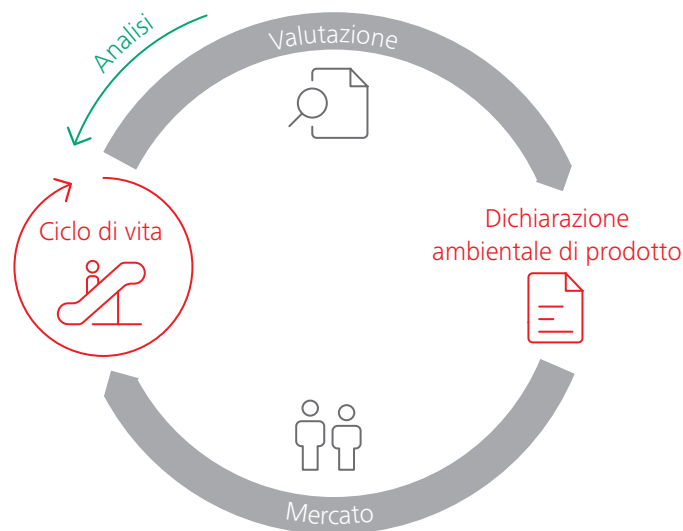 Analisi
Valutazione
Ciclo di vita
Dichiarazione
ambientale di prodotto
Mercato